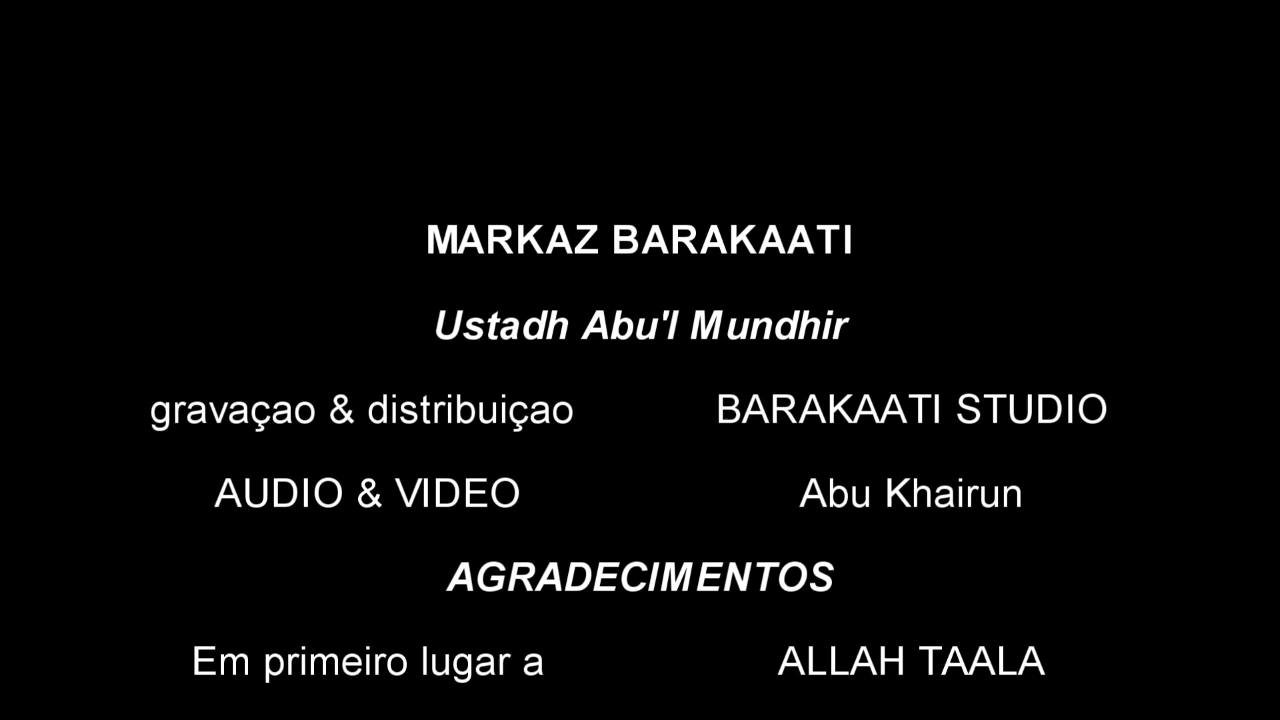 MARKAZ BARAKAATI
Ustadh Abu'l Mundhir
gravaçao & distribuiçao BARAKAATI STUDIO
AUDIO & VIDEO Abu Khairun
AGRADECIMENTOS
Em primeiro lugar a ALLAH TAALA